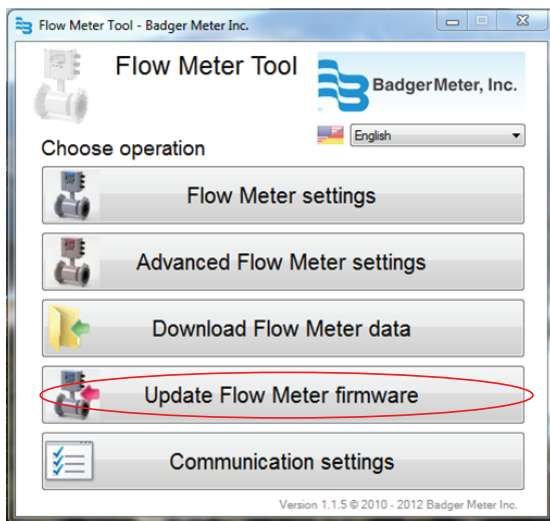 Flow Meter Tool - Badger Meter Inc.
Flow Meter Tool
BadgerMeter, Inc.
English
Choose operation
Flow Meter settings
Advanced Flow Meter settings
Download Flow Meter data
Update Flow Meter firmware
Communication settings
Version 1.1.5 © 2010 - 2012 Badger Meter Inc.